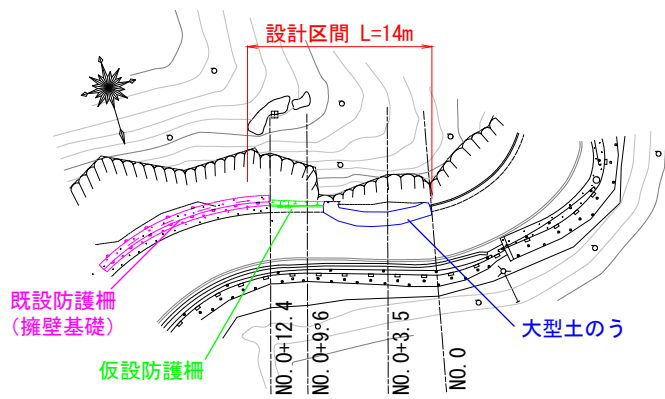 設計区間 L=14m
既設防護柵
(擁壁基礎)
仮設防護柵
大型土のう
NO.0+12.4
NO.0+9.6
NO.0+3.5
NO.0